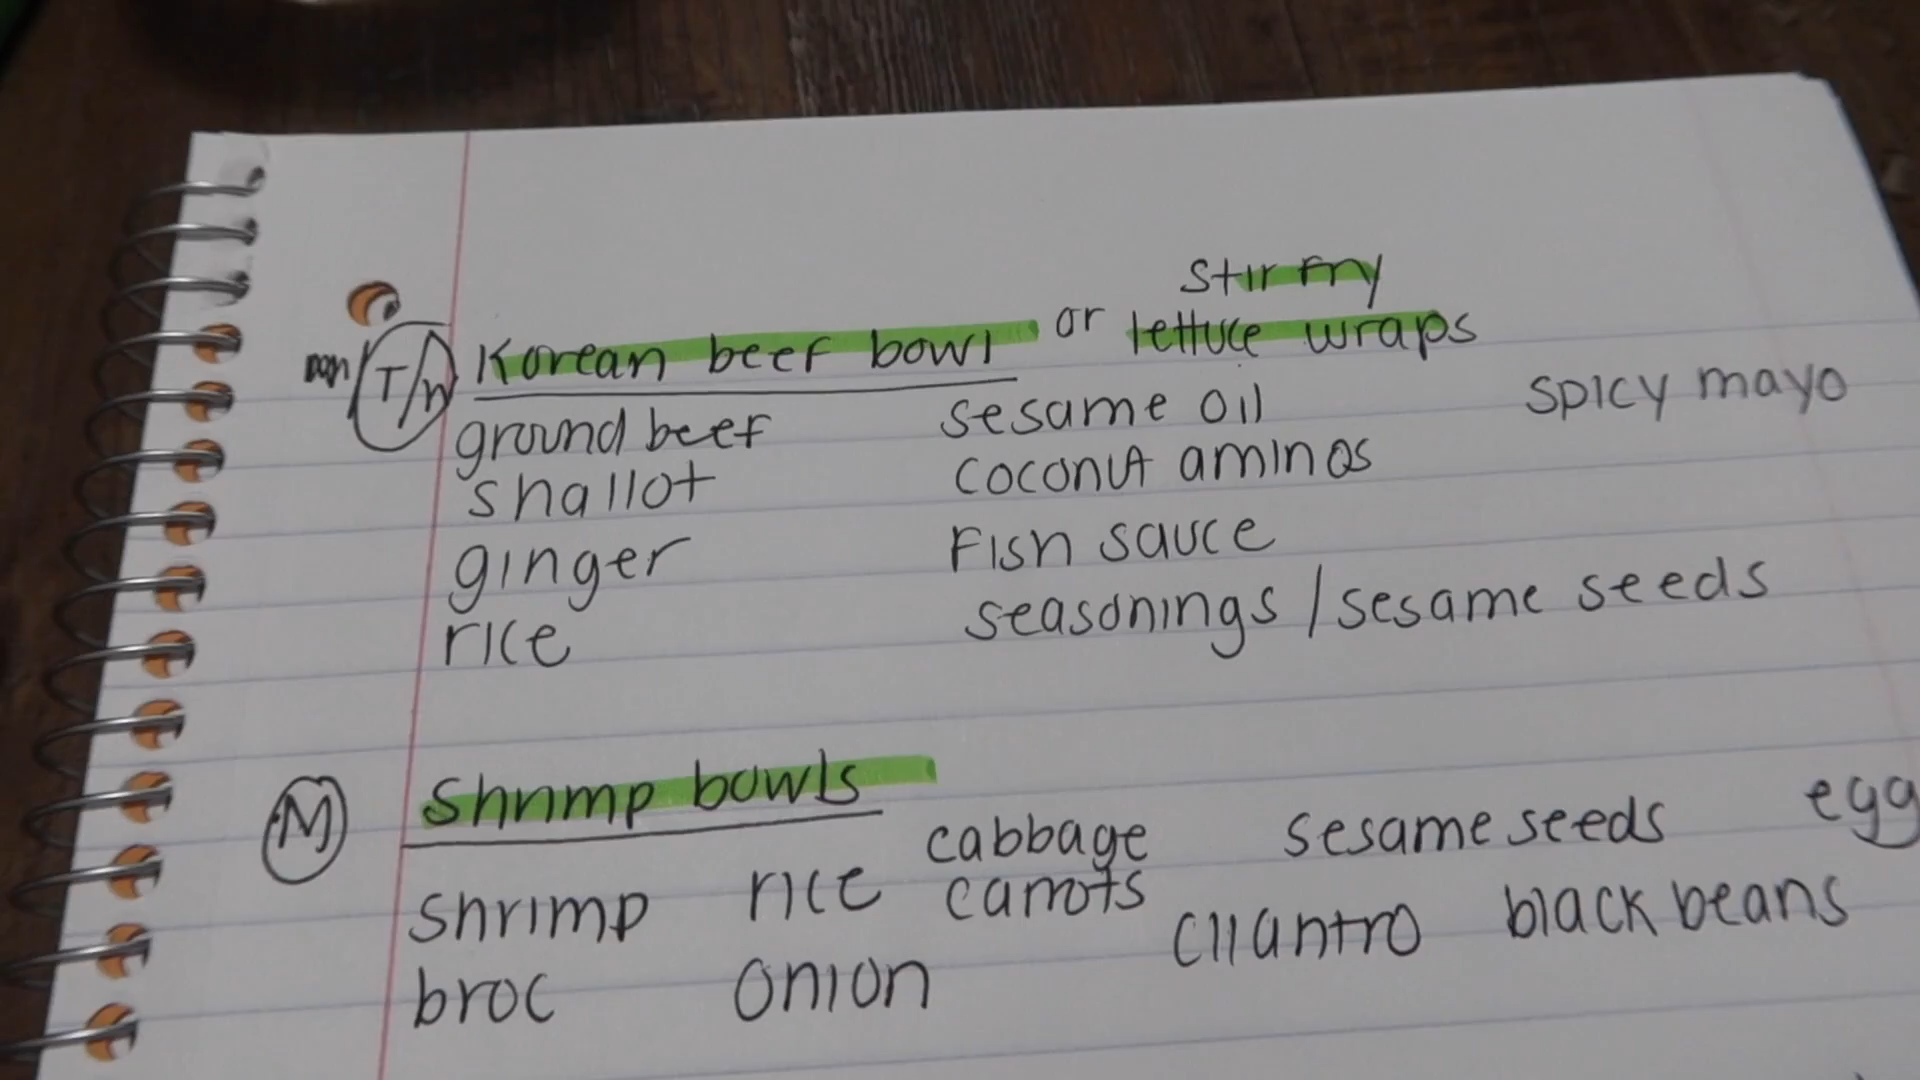 stir fry
Korean beef bowl or lettuce wraps
T/n
ground beef sesame oil spicy mayo
shallot coconut aminos
ginger Fish sauce
rice seasonings / sesame seeds
M Shrimp bowls
cabbage sesame seeds egg
shrimp rice carrots cilantro black beans
broc onion